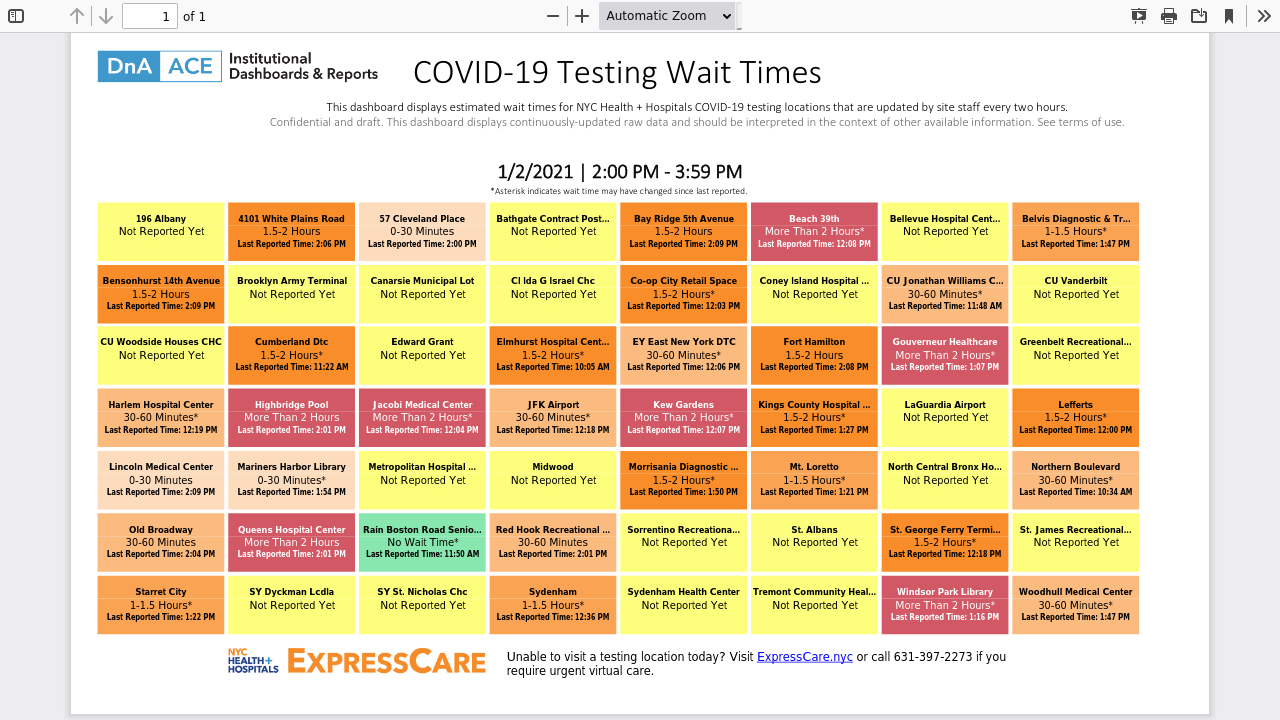 1
of 1
Automatic Zoom
DnA ACE Institutional
Dashboards & Reports
COVID-19 Testing Wait Times
This dashboard displays estimated wait times for NYC Health + Hospitals COVID-19 testing locations that are updated by site staff every two hours.
Confidential and draft. This dashboard displays continuously-updated raw data and should be interpreted in the context of other available information. See terms of use.
1/2/2021 | 2:00 PM - 3:59 PM
*Asterisk indicates wait time may have changed since last reported.
196 Albany
Not Reported Yet
4101 White Plains Road
1.5-2 Hours
Last Reported Time: 2:06 PM
57 Cleveland Place
0-30 Minutes
Last Reported Time: 2:00 PM
Bathgate Contract Post...
Not Reported Yet
Bay Ridge 5th Avenue
1.5-2 Hours
Last Reported Time: 2:09 PM
Beach 39th
More Than 2 Hours*
Last Reported Time: 12:08 PM
Bellevue Hospital Cent...
Not Reported Yet
Belvis Diagnostic & Tr...
1-1.5 Hours*
Last Reported Time: 1:47 PM
Bensonhurst 14th Avenue
1.5-2 Hours
Last Reported Time: 2:09 PM
Brooklyn Army Terminal
Not Reported Yet
Canarsie Municipal Lot
Not Reported Yet
Cl Ida G Israel Chc
Not Reported Yet
Co-op City Retail Space
1.5-2 Hours*
Last Reported Time: 12:03 PM
Coney Island Hospital ...
Not Reported Yet
CU Jonathan Williams C...
30-60 Minutes*
Last Reported Time: 11:48 AM
CU Vanderbilt
Not Reported Yet
CU Woodside Houses CHC
Not Reported Yet
Cumberland Dtc
1.5-2 Hours*
Last Reported Time: 11:22 AM
Edward Grant
Not Reported Yet
Elmhurst Hospital Cent...
1.5-2 Hours*
Last Reported Time: 10:05 AM
EY East New York DTC
30-60 Minutes*
Last Reported Time: 12:06 PM
Fort Hamilton
1.5-2 Hours
Last Reported Time: 2:08 PM
Gouverneur Healthcare
More Than 2 Hours*
Last Reported Time: 1:07 PM
Greenbelt Recreational...
Not Reported Yet
Harlem Hospital Center
30-60 Minutes*
Last Reported Time: 12:19 PM
Highbridge Pool
More Than 2 Hours
Last Reported Time: 2:01 PM
Jacobi Medical Center
More Than 2 Hours*
Last Reported Time: 12:04 PM
JFK Airport
30-60 Minutes*
Last Reported Time: 12:18 PM
Kew Gardens
More Than 2 Hours*
Last Reported Time: 12:07 PM
Kings County Hospital ...
1.5-2 Hours*
Last Reported Time: 1:27 PM
LaGuardia Airport
Not Reported Yet
Lefferts
1.5-2 Hours*
Last Reported Time: 12:00 PM
Lincoln Medical Center
0-30 Minutes
Last Reported Time: 2:09 PM
Mariners Harbor Library
0-30 Minutes*
Last Reported Time: 1:54 PM
Metropolitan Hospital ...
Not Reported Yet
Midwood
Not Reported Yet
Morrisania Diagnostic ...
1.5-2 Hours*
Last Reported Time: 1:50 PM
Mt. Loretto
1-1.5 Hours*
Last Reported Time: 1:21 PM
North Central Bronx Ho...
Not Reported Yet
Northern Boulevard
30-60 Minutes*
Last Reported Time: 10:34 AM
Old Broadway
30-60 Minutes
Last Reported Time: 2:04 PM
Queens Hospital Center
More Than 2 Hours
Last Reported Time: 2:01 PM
Rain Boston Road Senio...
No Wait Time*
Last Reported Time: 11:50 AM
Red Hook Recreational ...
30-60 Minutes
Last Reported Time: 2:01 PM
Sorrentino Recreationa...
Not Reported Yet
St. Albans
Not Reported Yet
St. George Ferry Termi...
1.5-2 Hours*
Last Reported Time: 12:18 PM
St. James Recreational...
Not Reported Yet
Starret City
1-1.5 Hours*
Last Reported Time: 1:22 PM
SY Dyckman Lcdla
Not Reported Yet
SY St. Nicholas Chc
Not Reported Yet
Sydenham
1-1.5 Hours*
Last Reported Time: 12:36 PM
Sydenham Health Center
Not Reported Yet
Tremont Community Heal...
Not Reported Yet
Windsor Park Library
More Than 2 Hours*
Last Reported Time: 1:16 PM
Woodhull Medical Center
30-60 Minutes*
Last Reported Time: 1:47 PM
NYC
HEALTH+
HOSPITALS
EXPRESSCARE
Unable to visit a testing location today? Visit ExpressCare.nyc or call 631-397-2273 if you
require urgent virtual care.